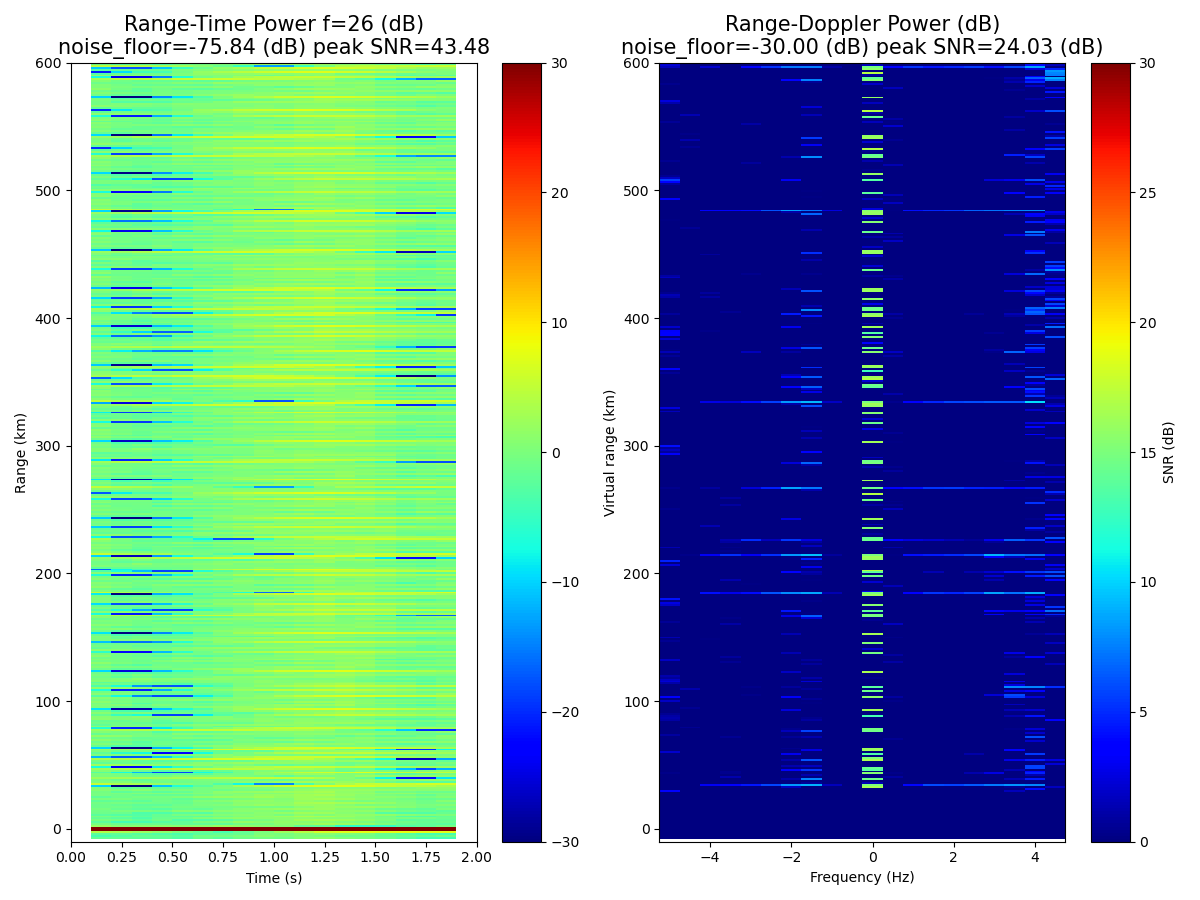 Range-Time Power f=26 (dB)
noise_floor=-75.84 (dB) peak SNR=43.48
Range (km)
600
500
400
300
200
100
0
0.00 0.25 0.50 0.75 1.00 1.25 1.50 1.75 2.00
Time (s)
30
20
10
0
−10
−20
−30
Range-Doppler Power (dB)
noise_floor=-30.00 (dB) peak SNR=24.03 (dB)
Virtual range (km)
600
500
400
300
200
100
0
−4 −2 0 2 4
Frequency (Hz)
30
25
20
15
10
5
0
SNR (dB)